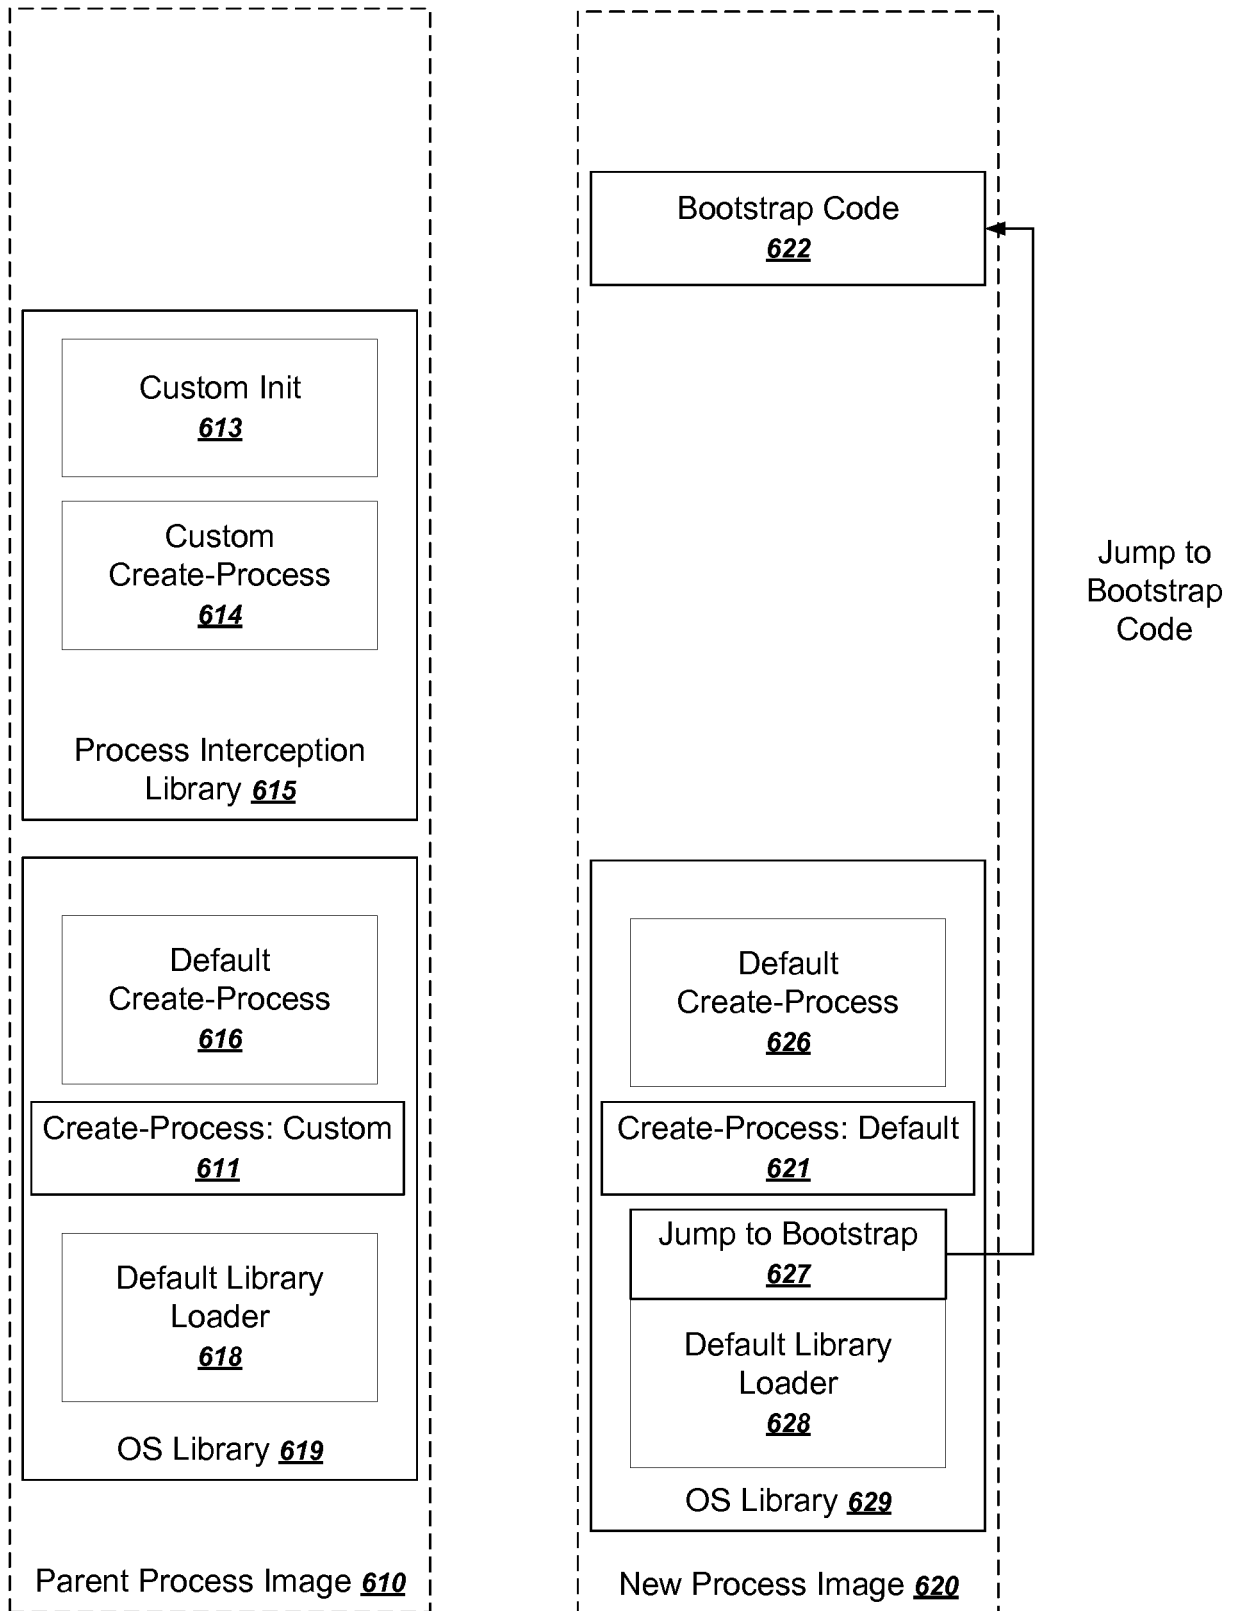 Custom Init
613
Custom
Create-Process
614
Process Interception
Library 615
Default
Create-Process
616
Create-Process: Custom
611
Default Library
Loader
618
OS Library 619
Parent Process Image 610
Bootstrap Code
622
Default
Create-Process
626
Create-Process: Default
621
Jump to Bootstrap
627
Default Library
Loader
628
OS Library 629
New Process Image 620
Jump to
Bootstrap
Code